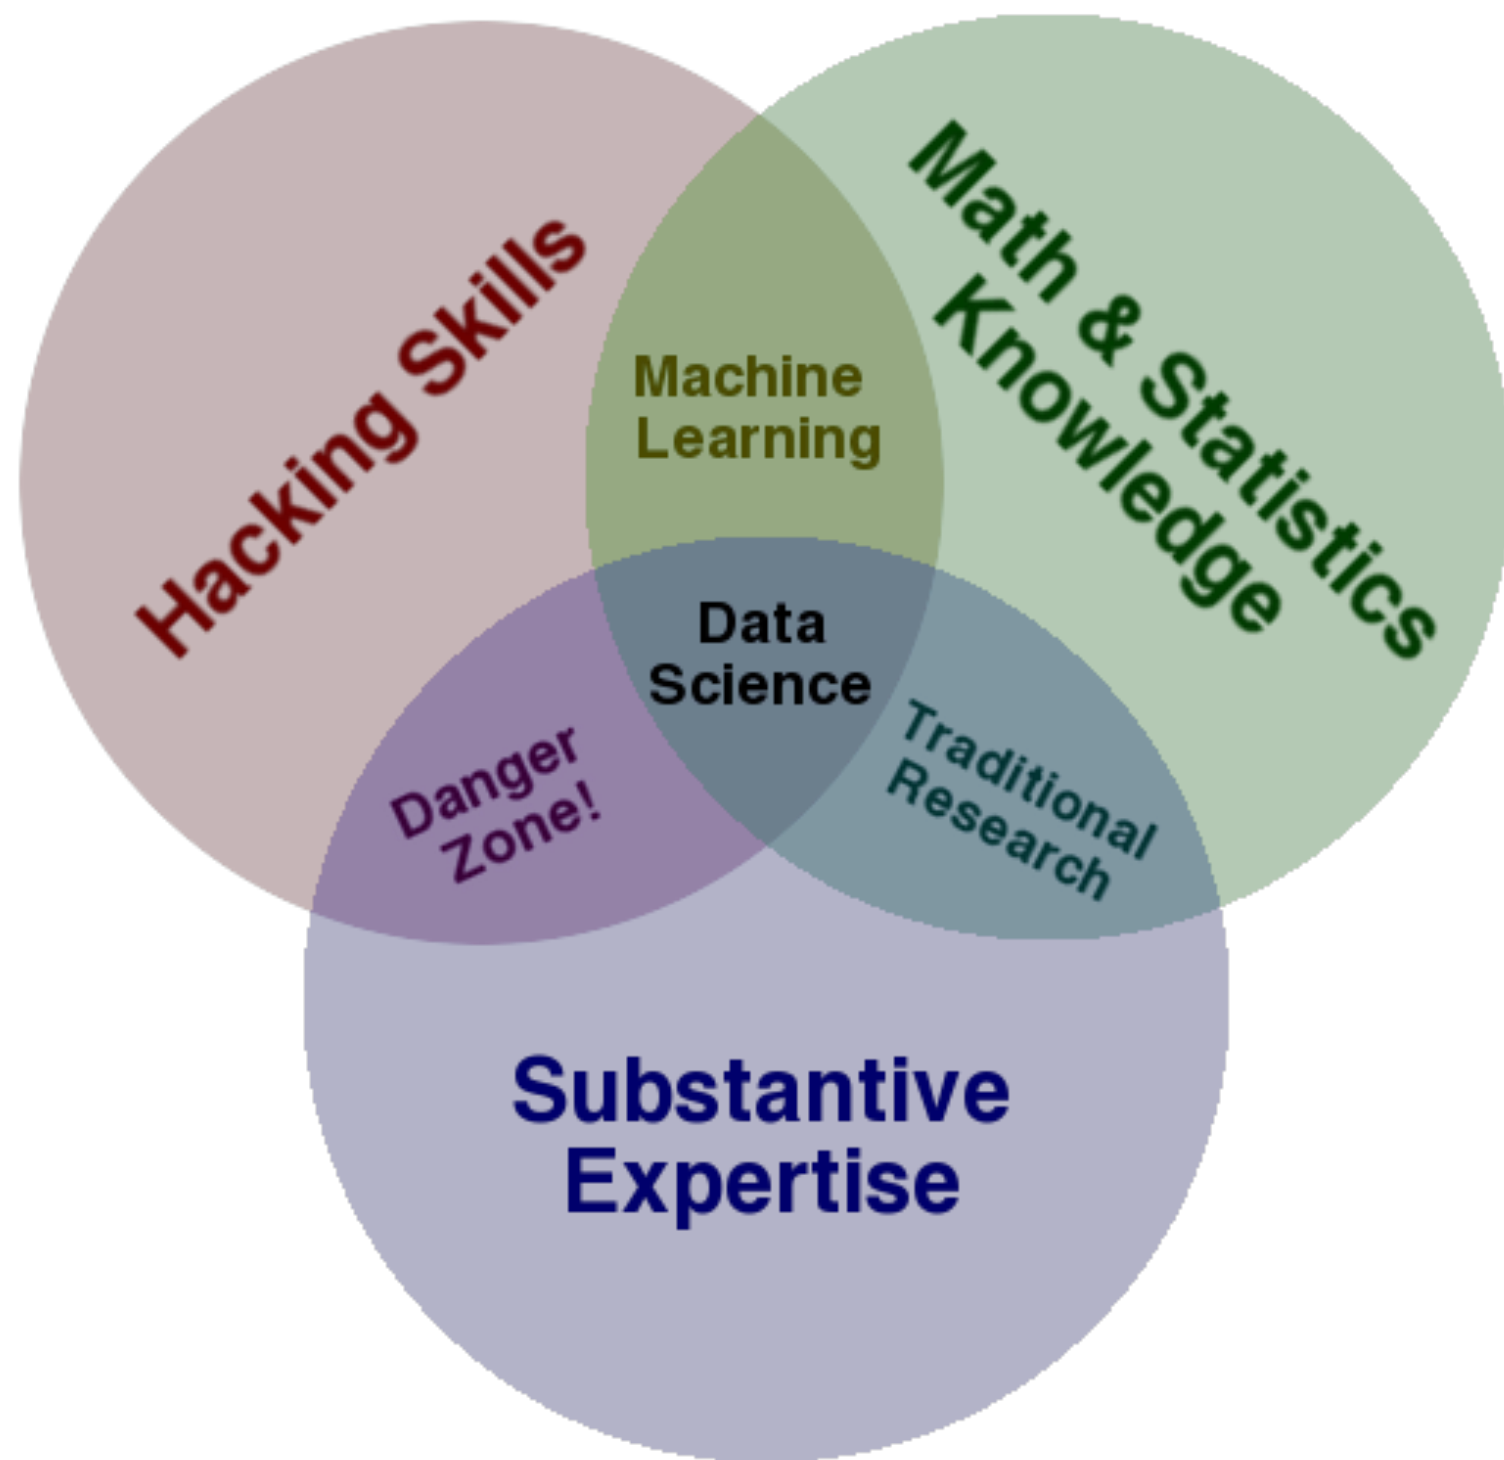 Hacking Skills
Math & Statistics
Knowledge
Machine
Learning
Data
Science
Danger
Zone!
Traditional
Research
Substantive
Expertise